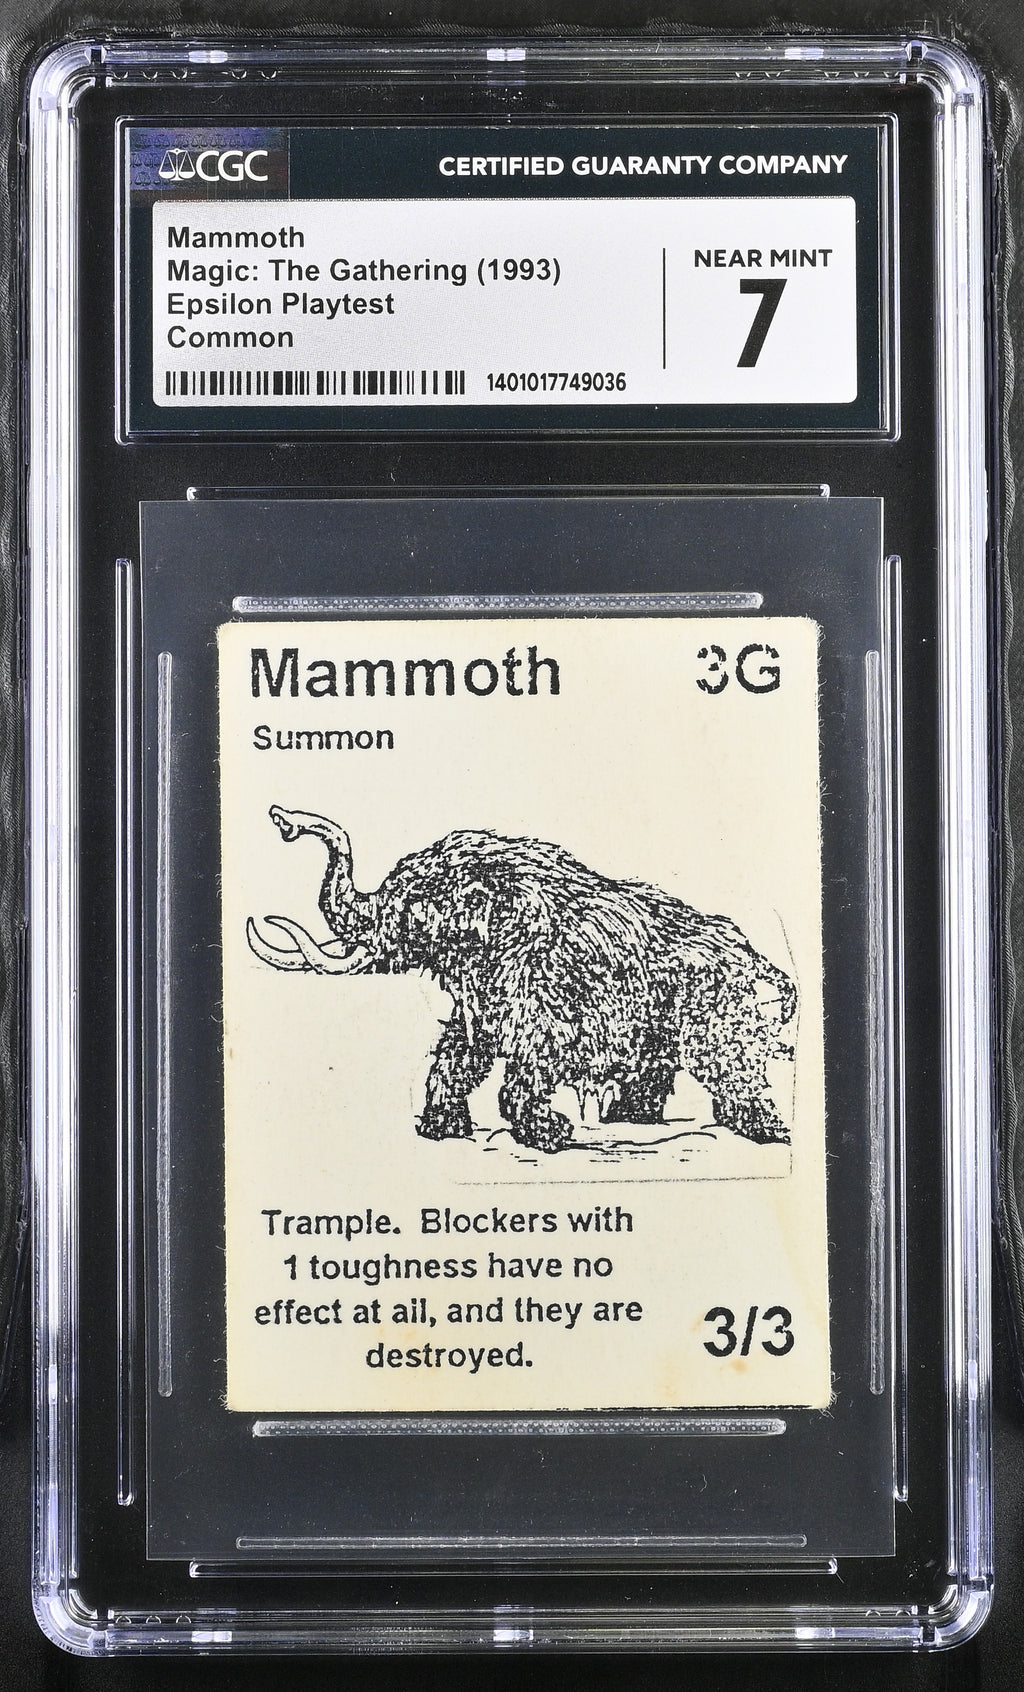 CGC
CERTIFIED GUARANTY COMPANY
Mammoth
Magic: The Gathering (1993)
Epsilon Playtest
Common
NEAR MINT
7
1401017749036
Mammoth 3G
Summon
Trample. Blockers with
1 toughness have no
effect at all, and they are
destroyed.
3/3